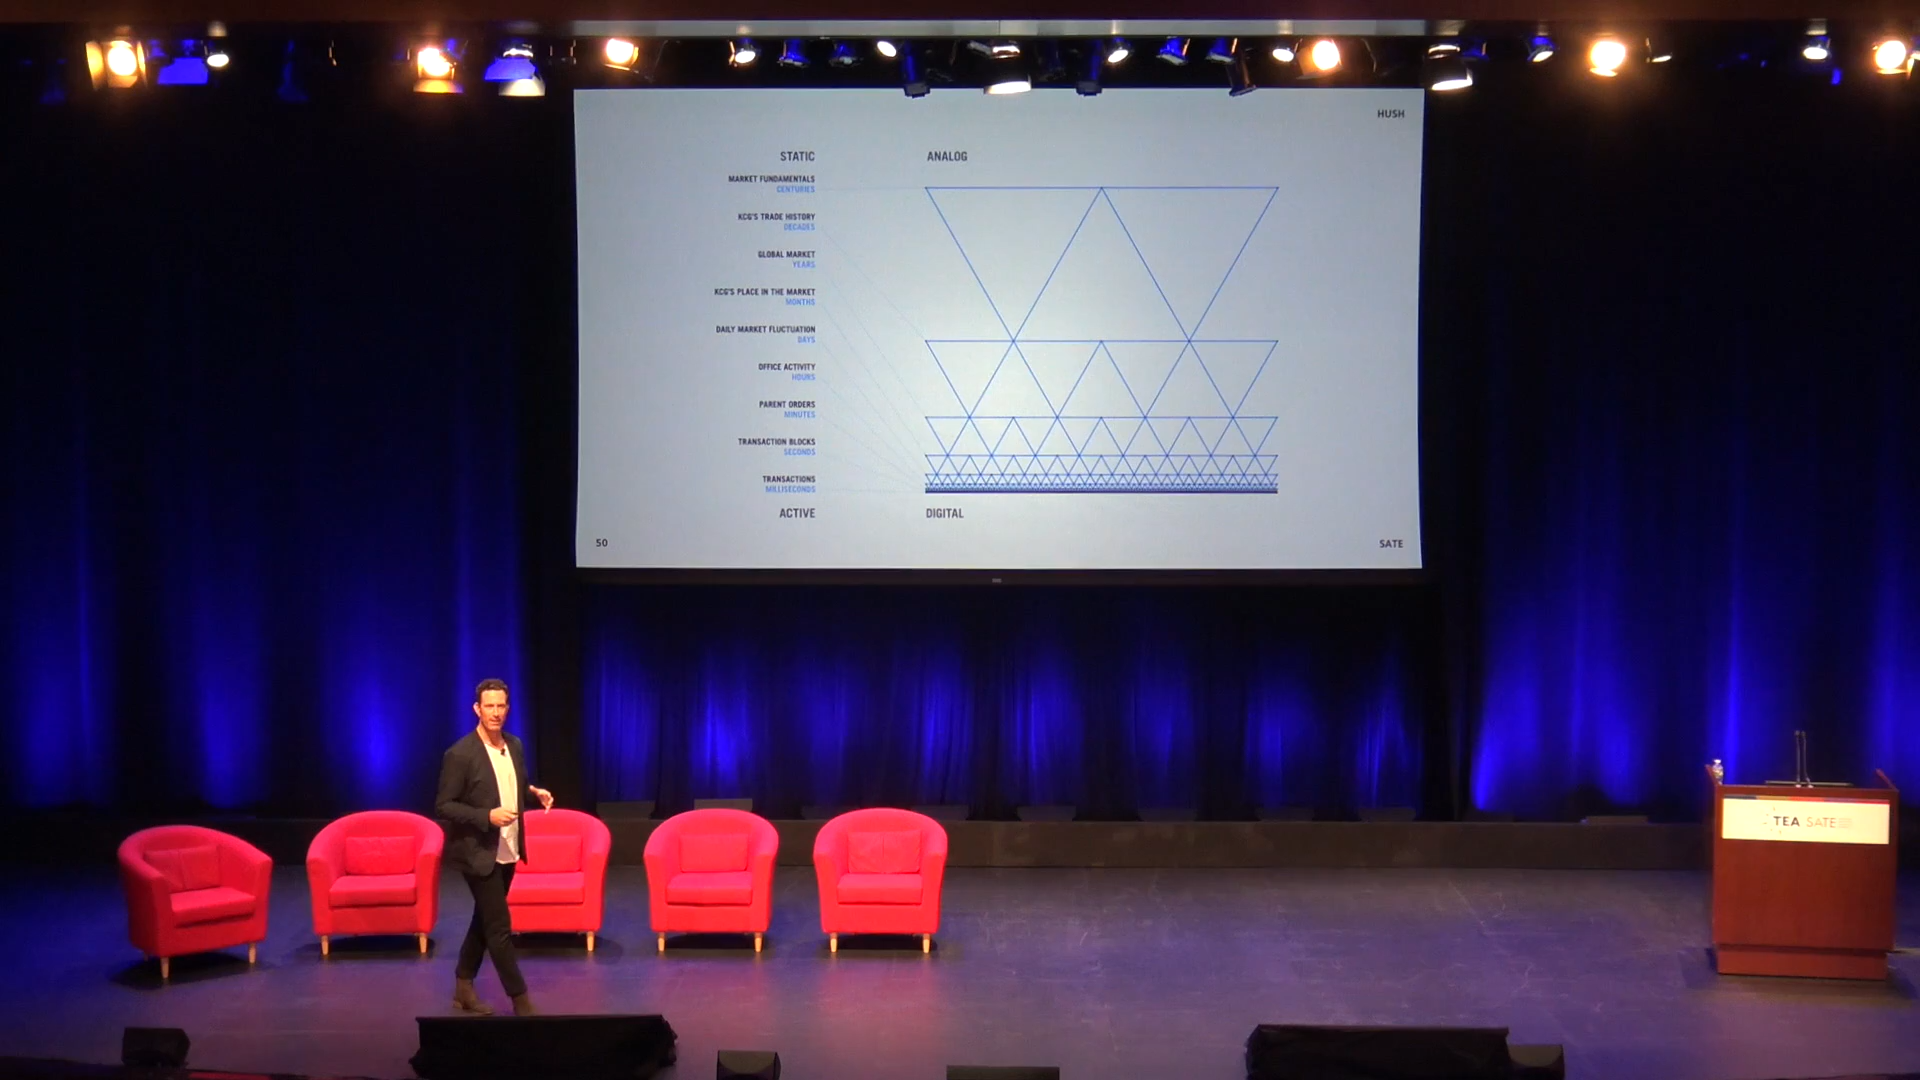 HUSH
STATIC
ANALOG
MARKET FUNDAMENTALS
CENTURIES
KCG'S TRADE HISTORY
DECADES
GLOBAL MARKET
YEARS
KCG'S PLACE IN THE MARKET
MONTHS
DAILY MARKET FLUCTUATION
DAYS
OFFICE ACTIVITY
HOURS
PARENT ORDERS
MINUTES
TRANSACTION BLOCKS
SECONDS
TRANSACTIONS
MILLISECONDS
ACTIVE
DIGITAL
50
SATE
TEA SATE